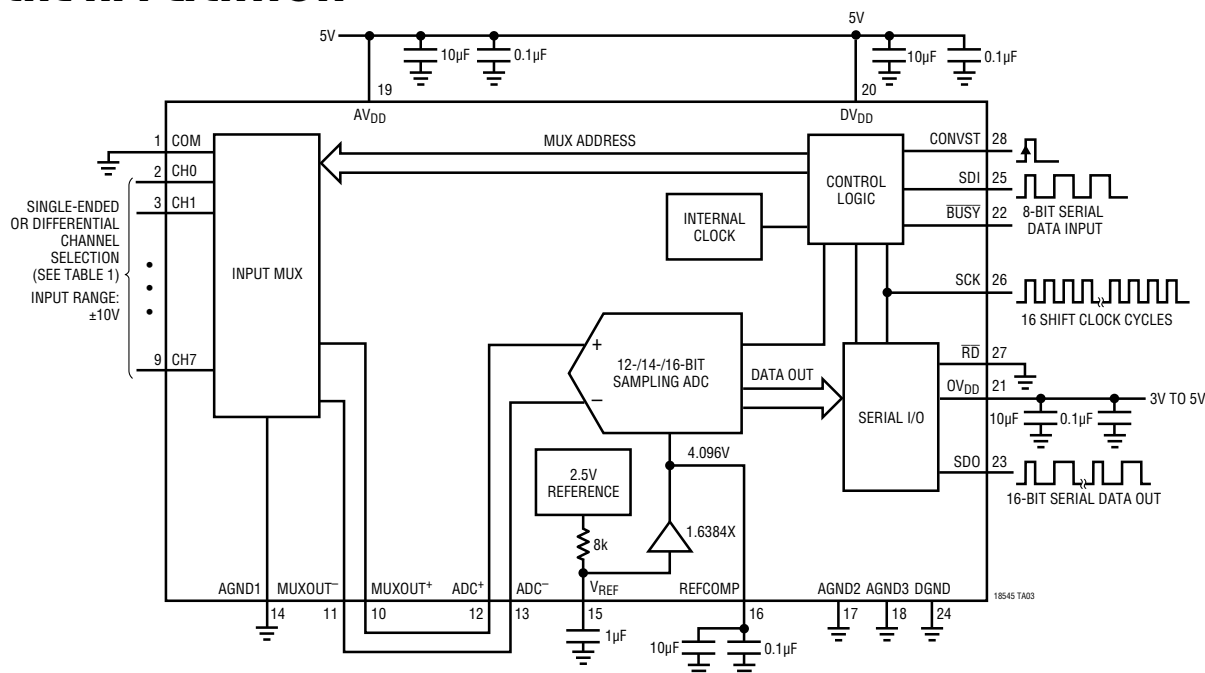 5V
10µF
0.1µF
5V
10µF
0.1µF
19
20
AVDD
DVDD
1
COM
2
CH0
3
CH1
SINGLE-ENDED
OR DIFFERENTIAL
CHANNEL
SELECTION
(SEE TABLE 1)
INPUT RANGE:
±10V
9
CH7
INPUT MUX
MUX ADDRESS
INTERNAL
CLOCK
CONTROL
LOGIC
CONVST
28
SDI
25
BUSY
22
8-BIT SERIAL
DATA INPUT
SCK
26
16 SHIFT CLOCK CYCLES
+
12-/14-/16-BIT
SAMPLING ADC
–
DATA OUT
SERIAL I/O
RD
27
OVDD
21
3V TO 5V
10µF
0.1µF
SDO
23
16-BIT SERIAL DATA OUT
4.096V
2.5V
REFERENCE
8k
1.6384X
AGND1
MUXOUT–
MUXOUT+
ADC+
ADC–
VREF
REFCOMP
AGND2
AGND3
DGND
14
11
10
12
13
15
16
17
18
24
18545 TA03
1µF
10µF
0.1µF